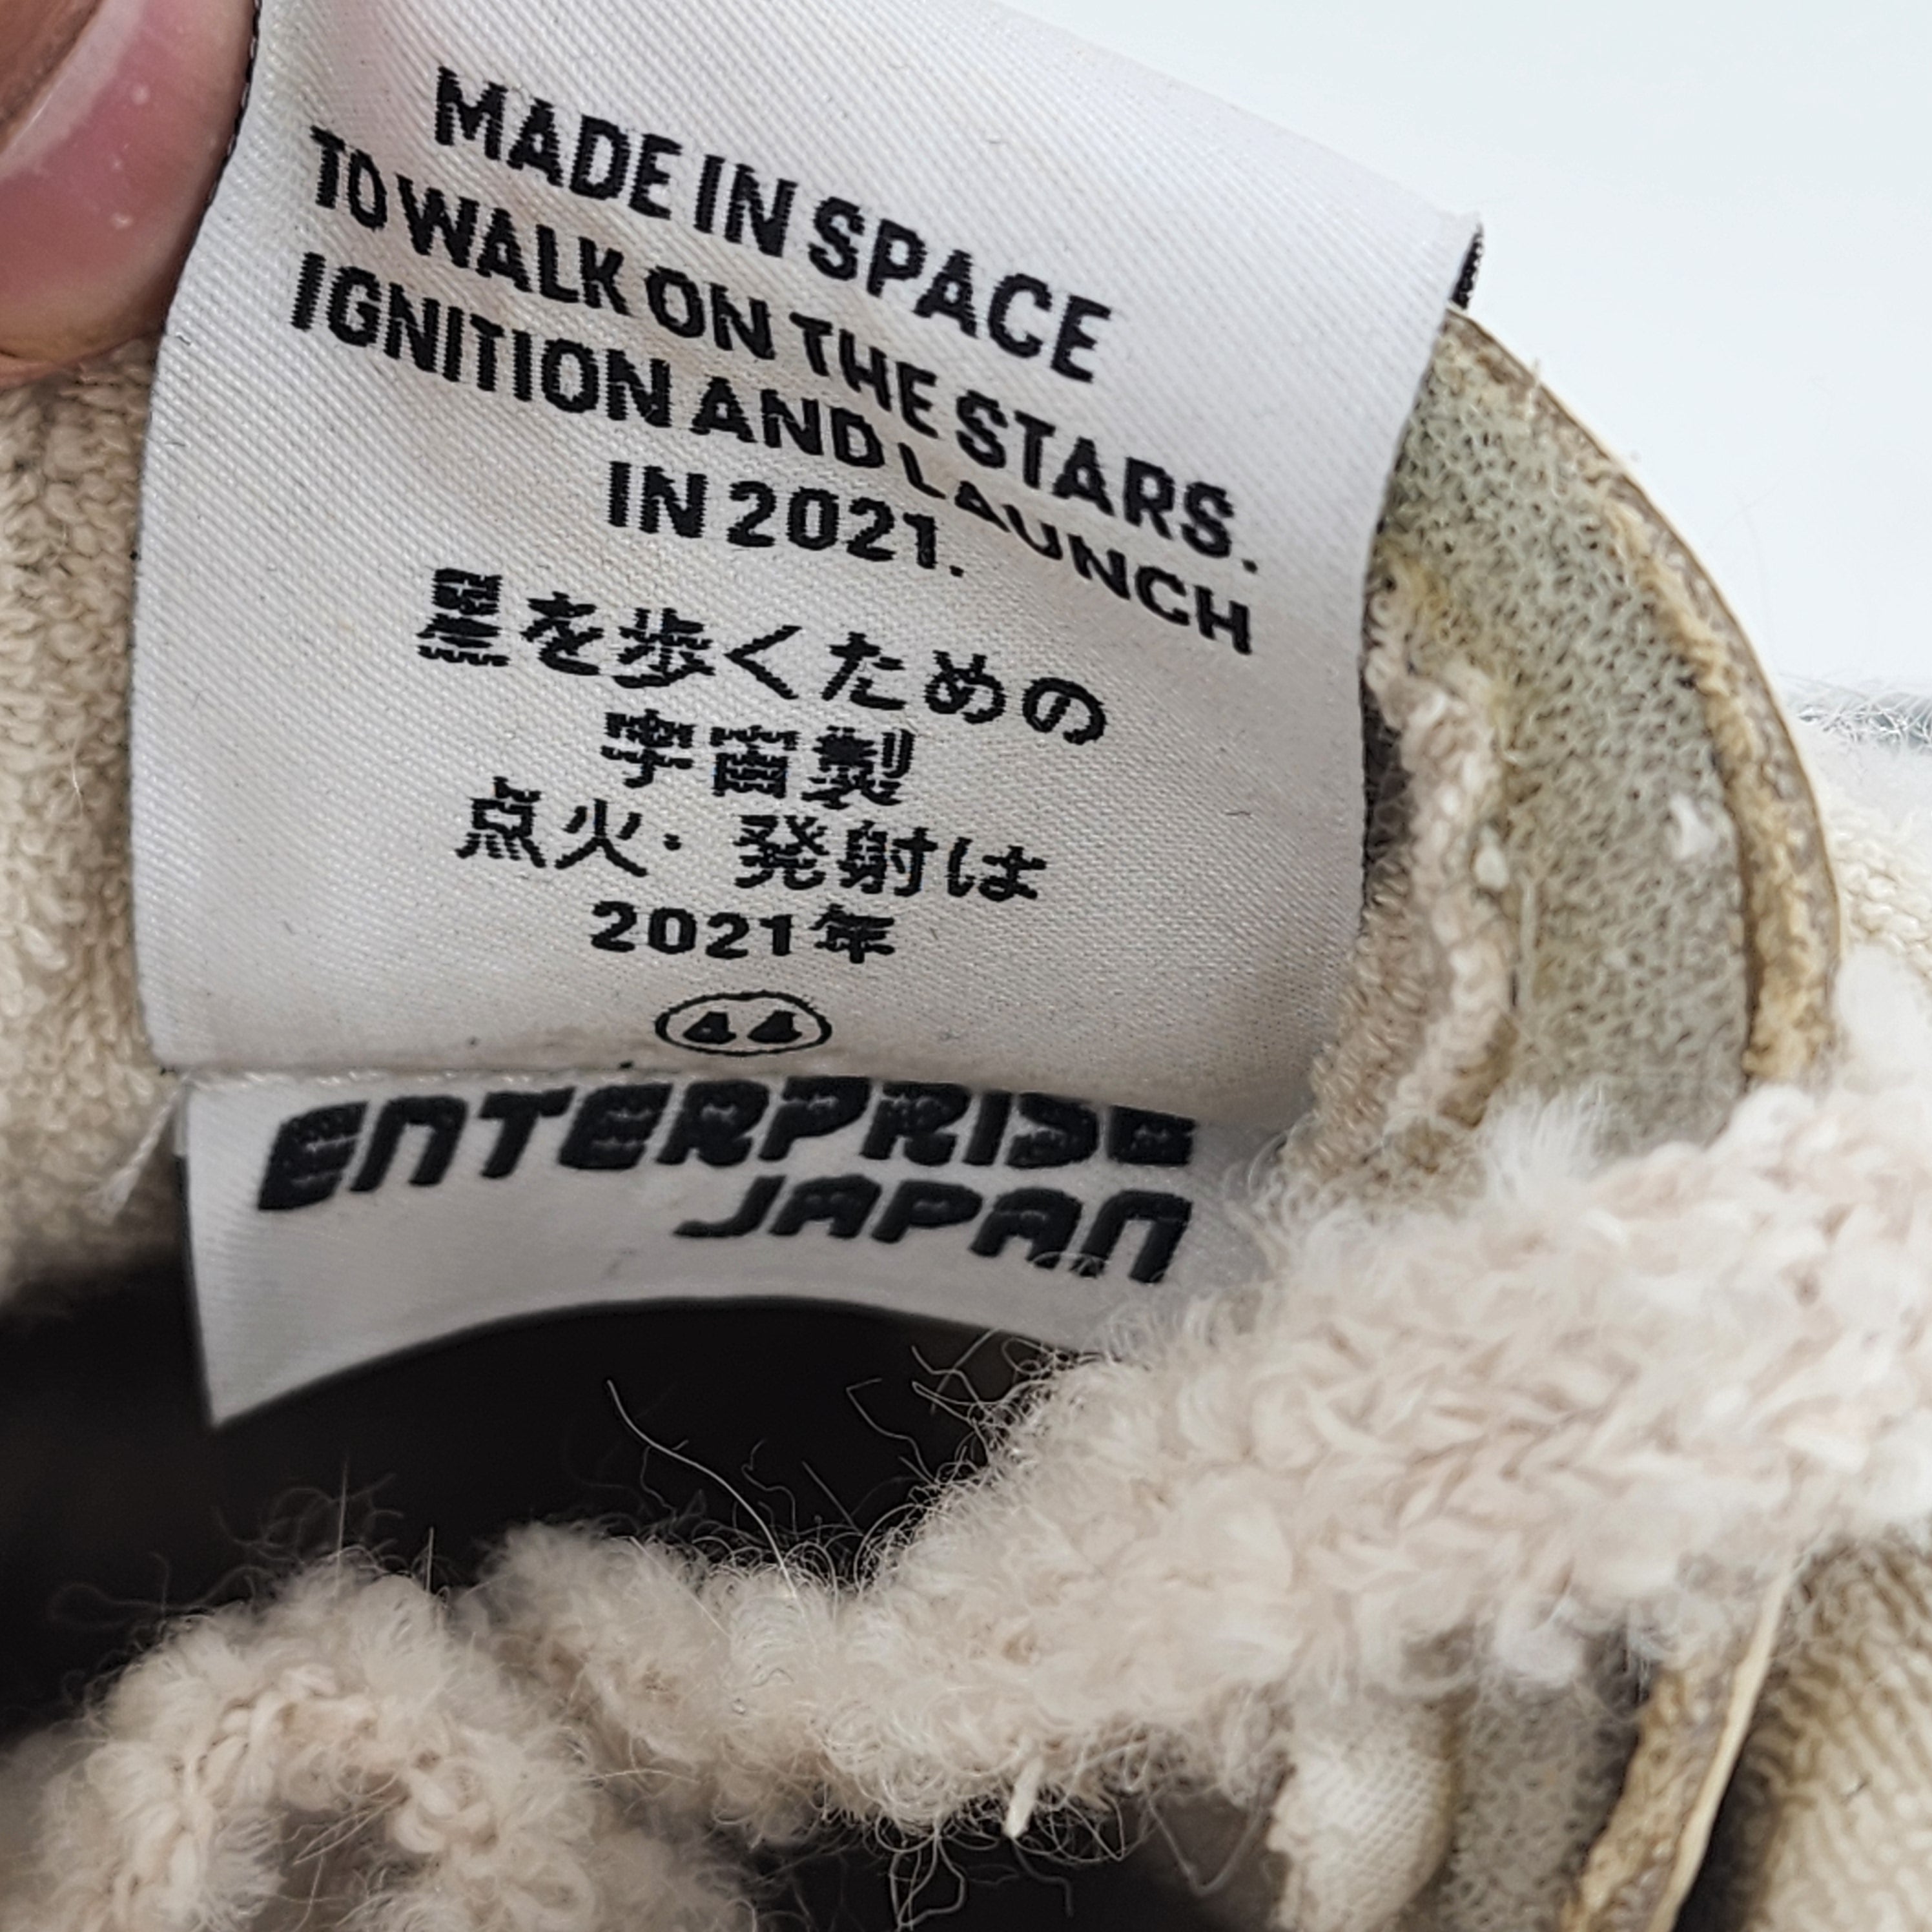 MADE IN SPACE
TO WALK ON THE STARS.
IGNITION AND LAUNCH
IN 2021.
星を歩くための
宇宙製
点火・発射は
2021年
44
ENTERPRISE
JAPAN